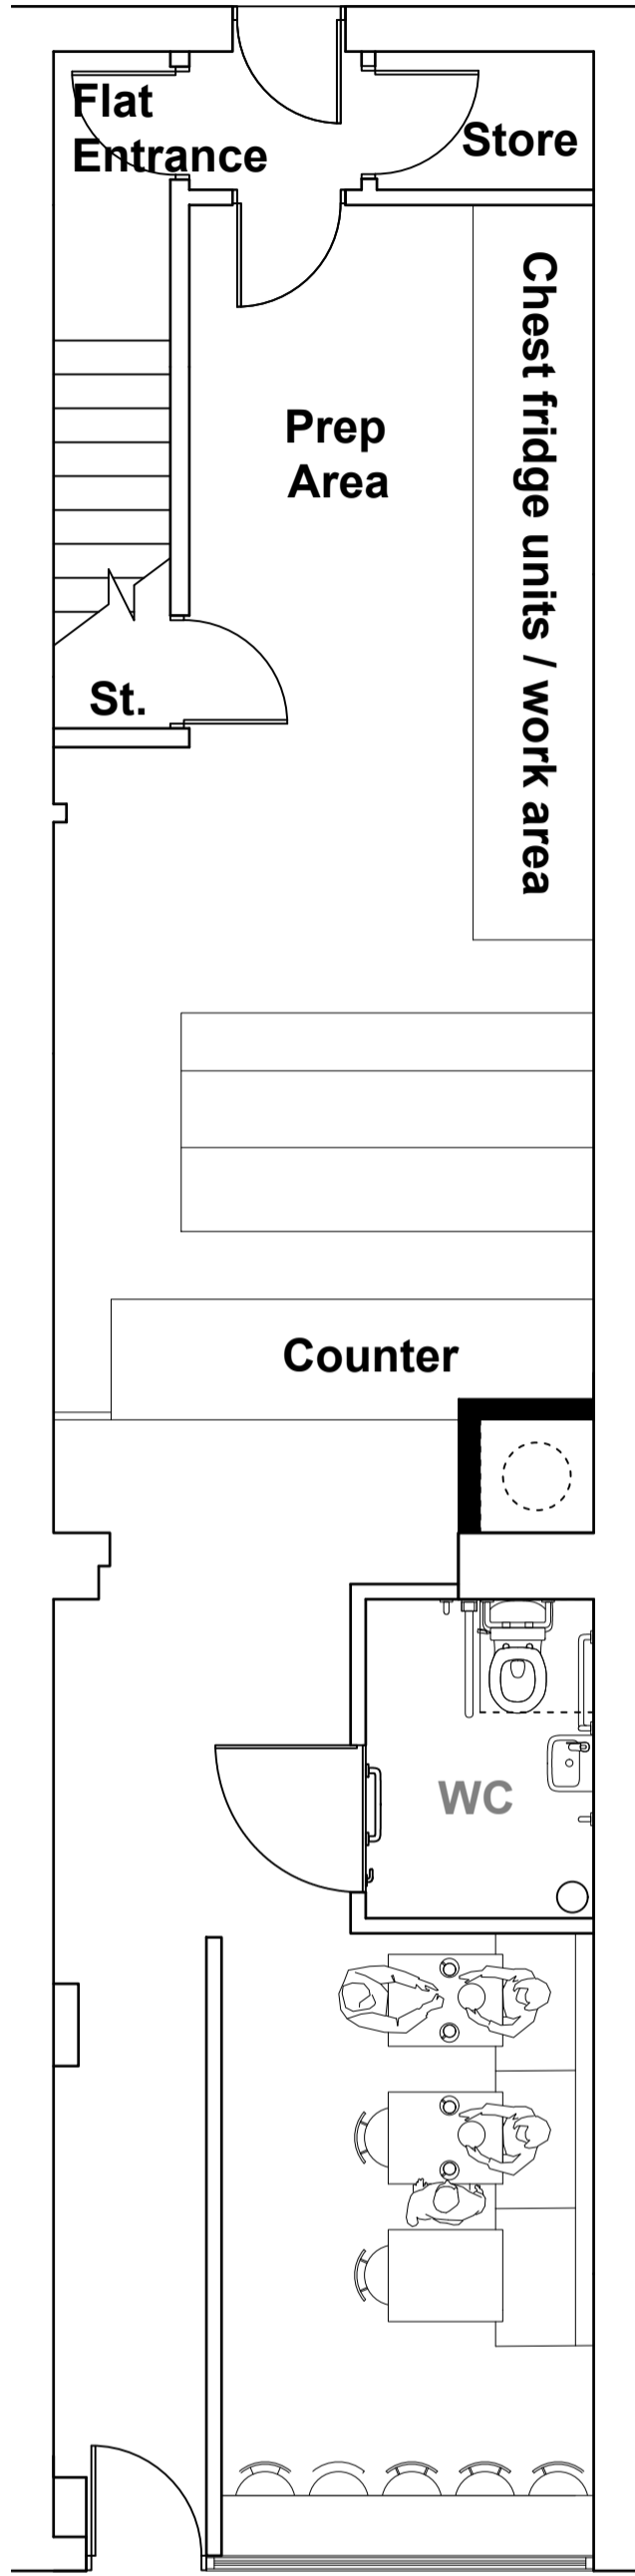 Flat
Entrance
Store
Chest fridge units / work area
Prep
Area
St.
Counter
WC